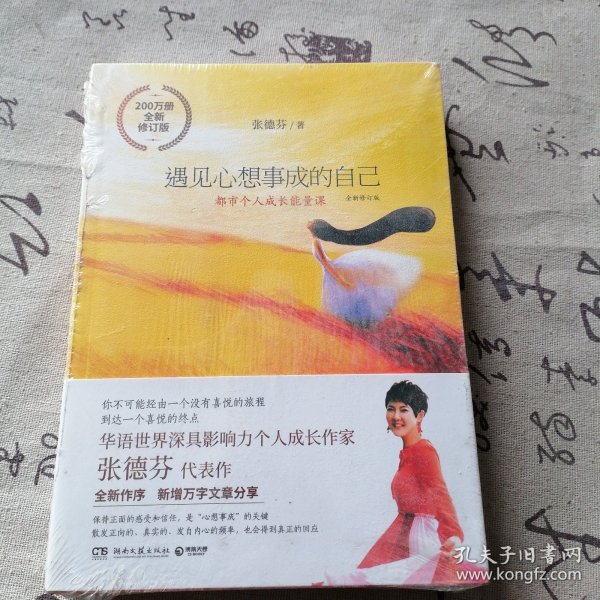 200万册
全新
修订版
张德芬/著
遇见心想事成的自己
都市个人成长能量课 全新修订版
你不可能经由一个没有喜悦的旅程
到达一个喜悦的终点
华语世界深具影响力个人成长作家
张德芬 代表作
全新作序 新增万字文章分享
保持正面的感受和信任，是“心想事成”的关键
散发正向的、真实的、发自内心的频率，也会得到真正的回应
湖南文艺出版社
博集天卷
CS-BOOKY
孔夫子旧书网
www.kongfz.com